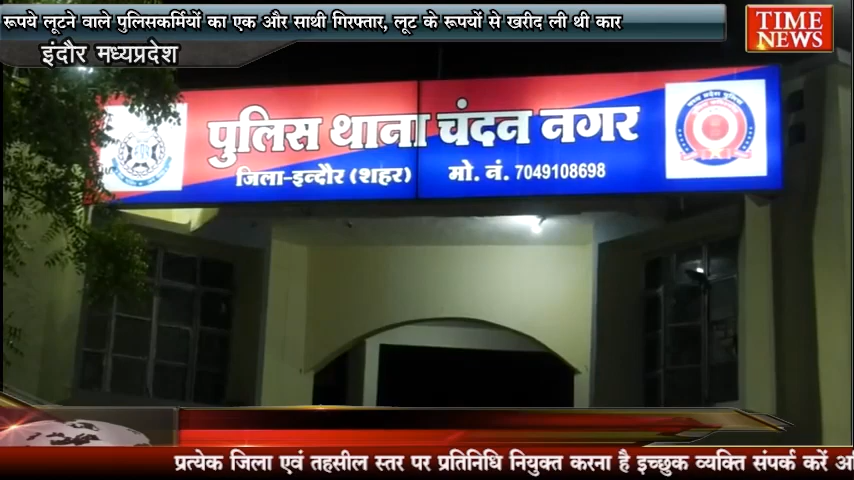 रूपये लूटने वाले पुलिसकर्मियों का एक और साथी गिरफ्तार, लूट के रूपयों से खरीद ली थी कार
TIME
NEWS
इंदौर मध्यप्रदेश
पुलिस थाना चंदन नगर
जिला-इन्दौर (शहर) मो. नं. 7049108698
प्रत्येक जिला एवं तहसील स्तर पर प्रतिनिधि नियुक्त करना है इच्छुक व्यक्ति संपर्क करें